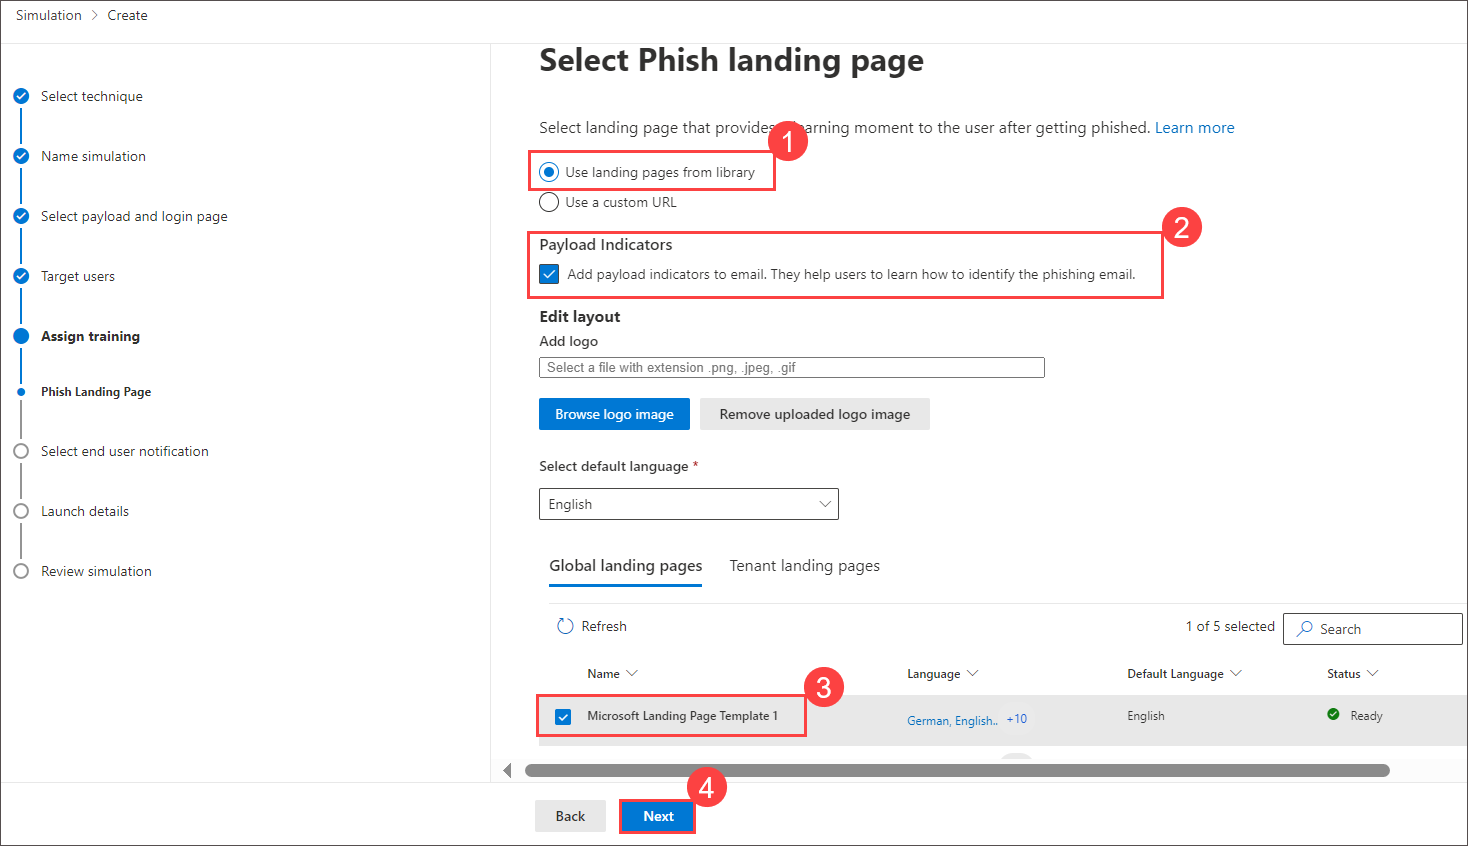 Simulation > Create
Select technique
Name simulation
Select payload and login page
Target users
Assign training
Phish Landing Page
Select end user notification
Launch details
Review simulation
Select Phish landing page
Select landing page that provides arning moment to the user after getting phished. Learn more
1
Use landing pages from library
Use a custom URL
2
Payload Indicators
Add payload indicators to email. They help users to learn how to identify the phishing email.
Edit layout
Add logo
Select a file with extension .png, .jpeg, .gif
Browse logo image Remove uploaded logo image
Select default language *
English
Global landing pages Tenant landing pages
Refresh 1 of 5 selected Search
Name Language Default Language Status
3
Microsoft Landing Page Template 1 German, English.. +10 English Ready
4
Back Next